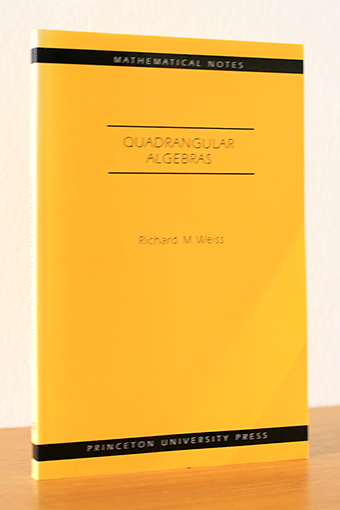 MATHEMATICAL NOTES
QUADRANGULAR
ALGEBRAS
Richard M. Weiss
PRINCETON UNIVERSITY PRESS